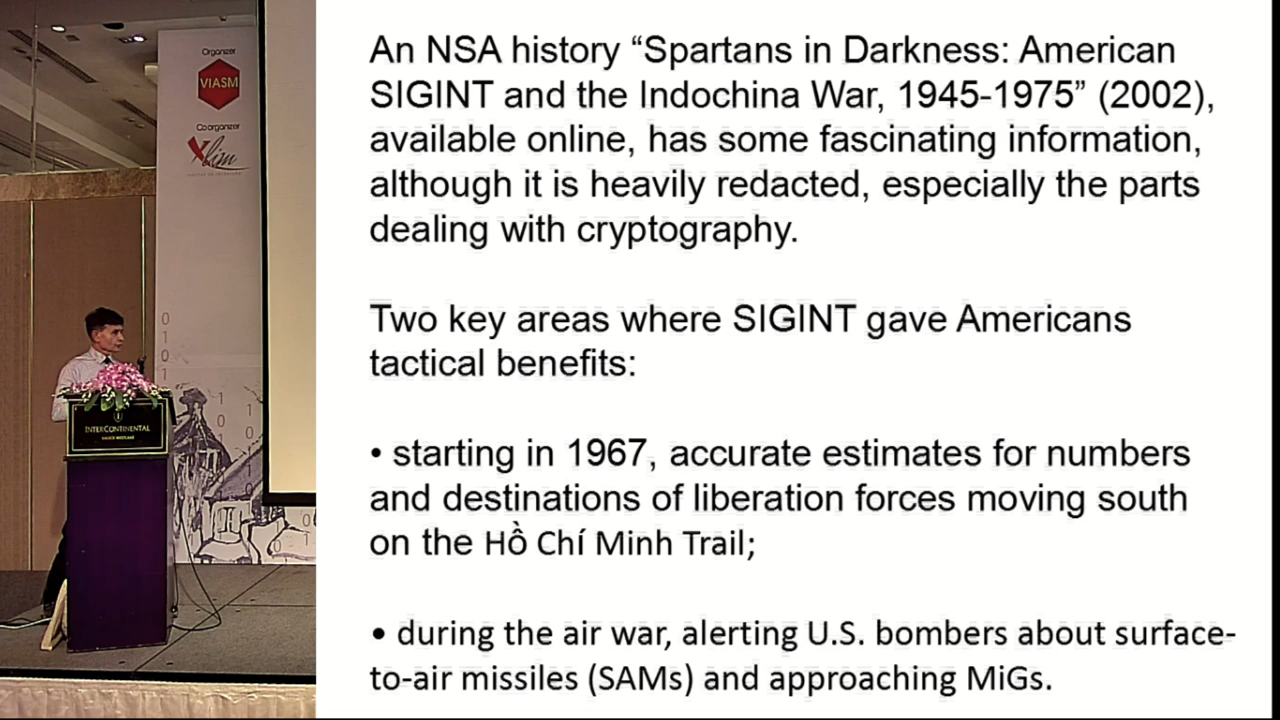 Organizer
VIASM
Coorganizer
Xlim
INTERCONTINENTAL
HANOI WESTLAKE
An NSA history “Spartans in Darkness: American
SIGINT and the Indochina War, 1945-1975” (2002),
available online, has some fascinating information,
although it is heavily redacted, especially the parts
dealing with cryptography.
Two key areas where SIGINT gave Americans
tactical benefits:
• starting in 1967, accurate estimates for numbers
and destinations of liberation forces moving south
on the Hồ Chí Minh Trail;
• during the air war, alerting U.S. bombers about surface-
to-air missiles (SAMs) and approaching MiGs.